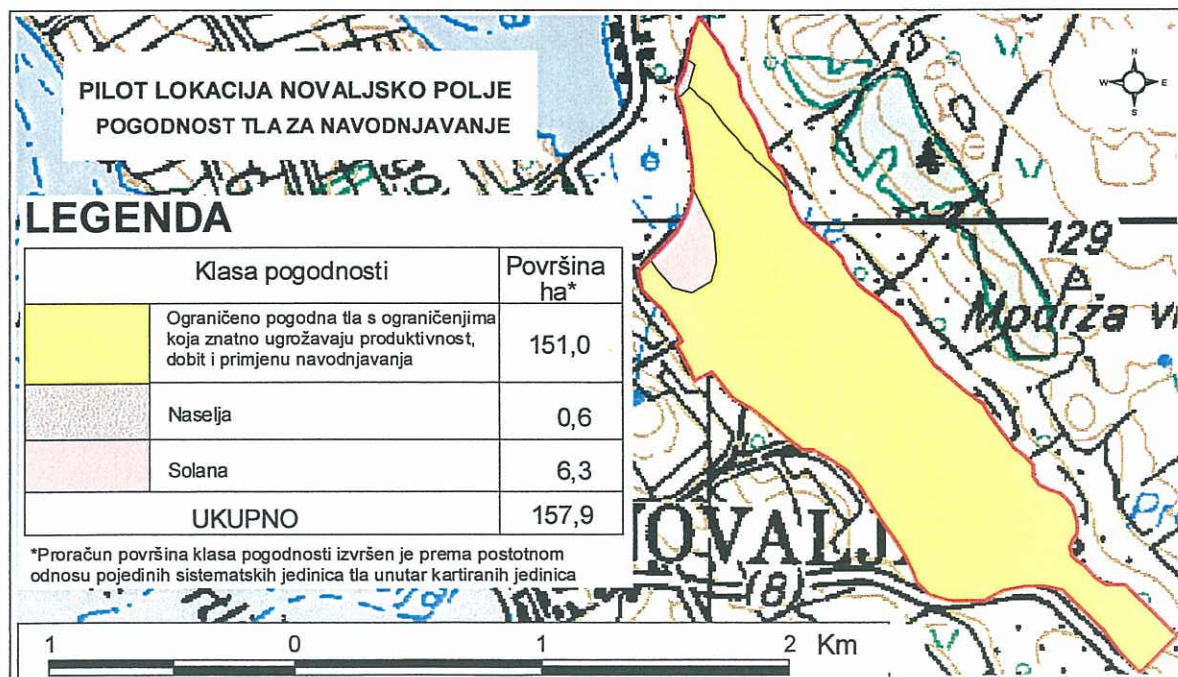 PILOT LOKACIJA NOVALJSKO POLJE
POGODNOST TLA ZA NAVODNJAVANJE
N
W E
S
LEGENDA
Klasa pogodnosti
Površina
ha*
Ograničeno pogodna tla s ograničenjima
koja znatno ugrožavaju produktivnost,
dobit i primjenu navodnjavanja
151,0
Naselja
0,6
Solana
6,3
UKUPNO
157,9
*Proračun površina klasa pogodnosti izvršen je prema postotnom
odnosu pojedinih sistematskih jedinica tla unutar kartiranih jedinica
129
(8)
1 0 1 2 Km